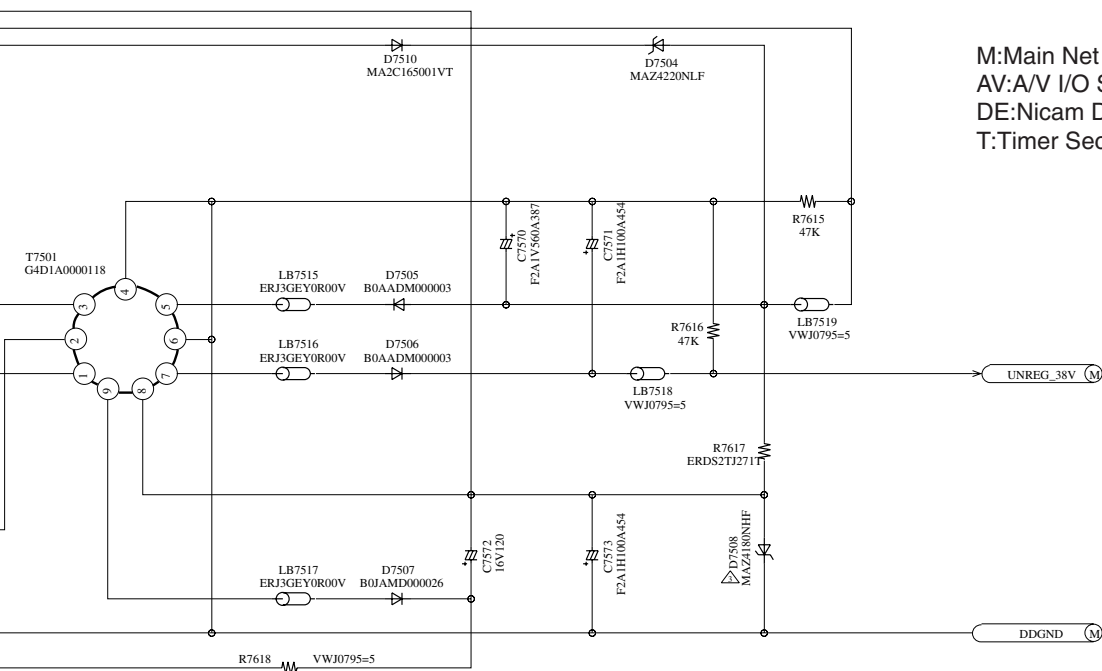 D7510
MA2C165001VT
D7504
MAZ4220NLF
M:Main Net
AV:A/V I/O S
DE:Nicam D
T:Timer Sec
C7570
F2A1V560A387
C7571
F2A1H100A454
R7615
47K
T7501
G4D1A0000118
4
3
5
2
6
1
7
9
8
LB7515
ERJ3GEY0R00V
D7505
B0AADM000003
LB7519
VWJ0795=5
R7616
47K
LB7516
ERJ3GEY0R00V
D7506
B0AADM000003
LB7518
VWJ0795=5
UNREG_38V
M
R7617
ERDS2TJ271T
C7572
16V120
C7573
F2A1H100A454
3
D7508
MAZ4180NHF
LB7517
ERJ3GEY0R00V
D7507
B0JAMD000026
DDGND
M
R7618
VWJ0795=5